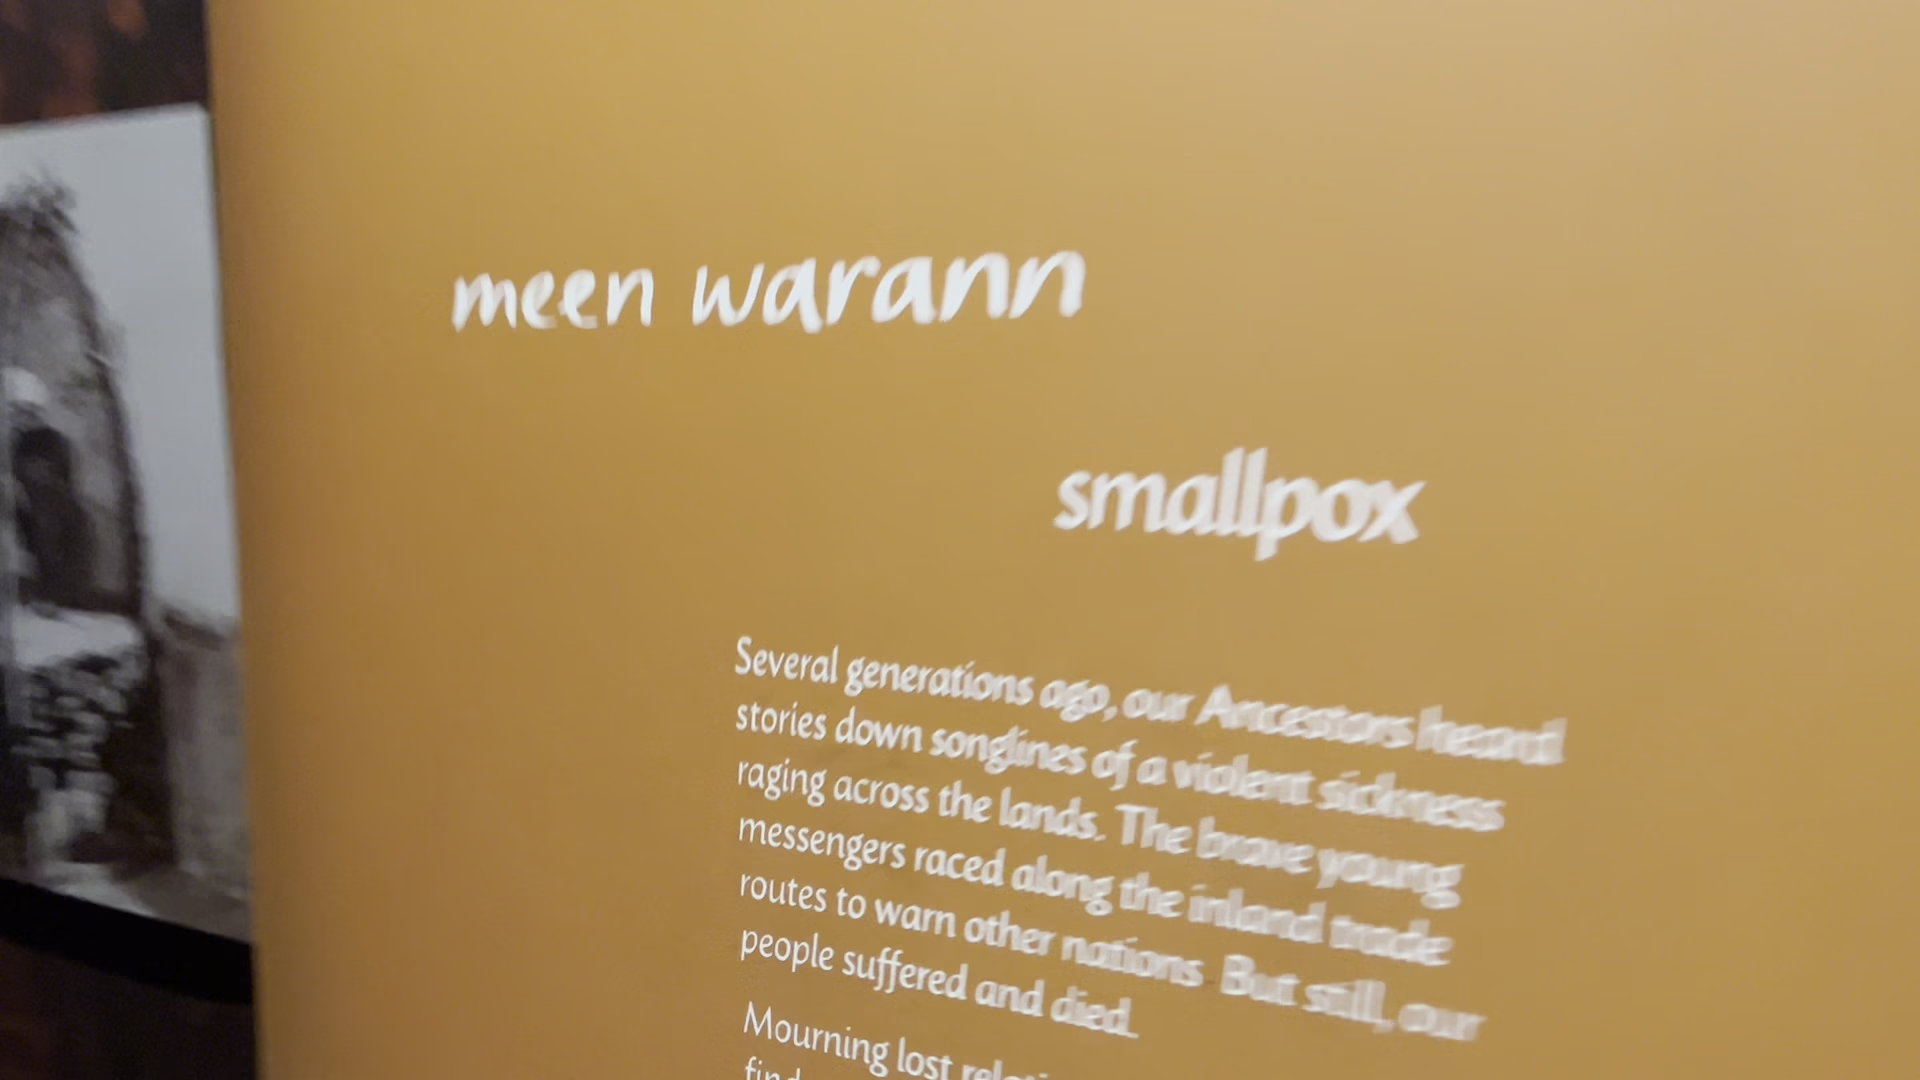 meen warann
smallpox
Several generations ago, our Ancestors heard
stories down songlines of a violent sickness
raging across the lands. The brave young
messengers raced along the inland trade
routes to warn other nations. But still, our
people suffered and died.
Mourning lost